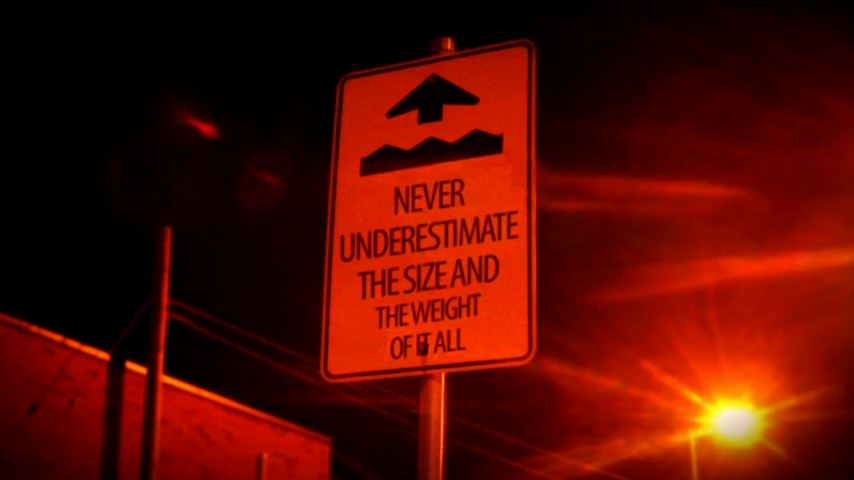 NEVER
UNDERESTIMATE
THE SIZE AND
THE WEIGHT
OF IT ALL